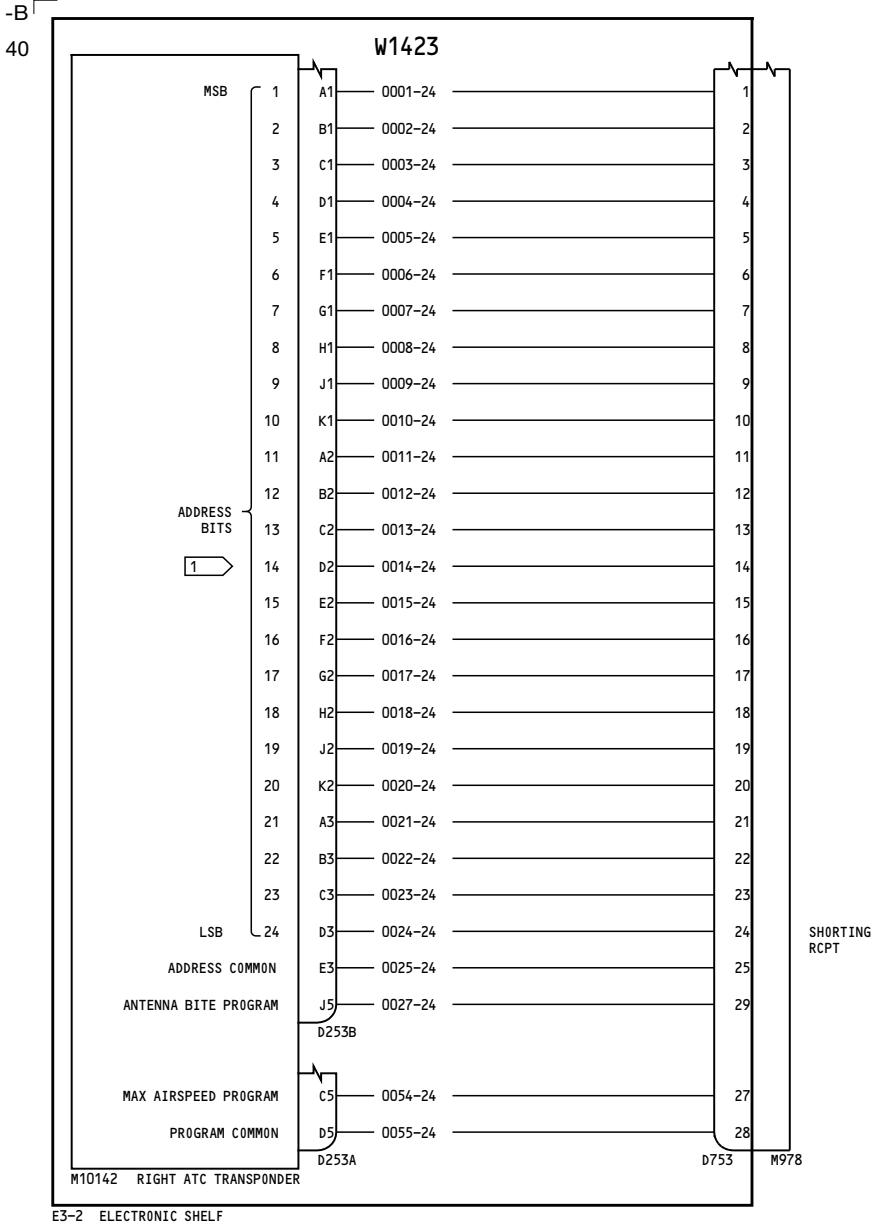 -B
40
W1423
MSB 1 A1 0001-24 1
2 B1 0002-24 2
3 C1 0003-24 3
4 D1 0004-24 4
5 E1 0005-24 5
6 F1 0006-24 6
7 G1 0007-24 7
8 H1 0008-24 8
9 J1 0009-24 9
10 K1 0010-24 10
11 A2 0011-24 11
12 B2 0012-24 12
ADDRESS
BITS 13 C2 0013-24 13
1 14 D2 0014-24 14
15 E2 0015-24 15
16 F2 0016-24 16
17 G2 0017-24 17
18 H2 0018-24 18
19 J2 0019-24 19
20 K2 0020-24 20
21 A3 0021-24 21
22 B3 0022-24 22
23 C3 0023-24 23
LSB 24 D3 0024-24 24 SHORTING
RCPT
ADDRESS COMMON E3 0025-24 25
ANTENNA BITE PROGRAM J5 0027-24 29
D253B
MAX AIRSPEED PROGRAM C5 0054-24 27
PROGRAM COMMON D5 0055-24 28
D253A D753 M978
M10142 RIGHT ATC TRANSPONDER
E3-2 ELECTRONIC SHELF